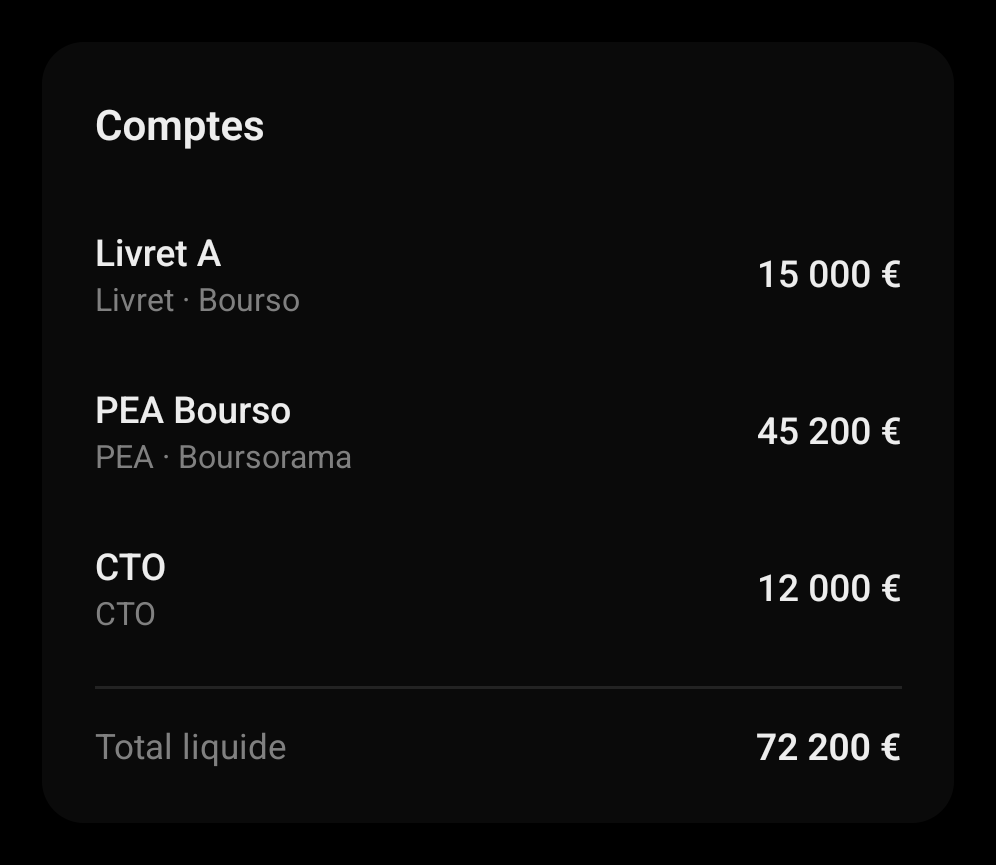 Comptes
Livret A
Livret · Bourso
15 000 €
PEA Bourso
PEA · Boursorama
45 200 €
CTO
CTO
12 000 €
Total liquide
72 200 €